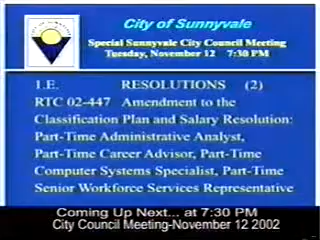 City of Sunnyvale
Special Sunnyvale City Council Meeting
Tuesday, November 12 7:30 PM
1.E. RESOLUTIONS (2)
RTC 02-447 Amendment to the
Classification Plan and Salary Resolution:
Part-Time Administrative Analyst,
Part-Time Career Advisor, Part-Time
Computer Systems Specialist, Part-Time
Senior Workforce Services Representative
Coming Up Next... at 7:30 PM
City Council Meeting-November 12 2002